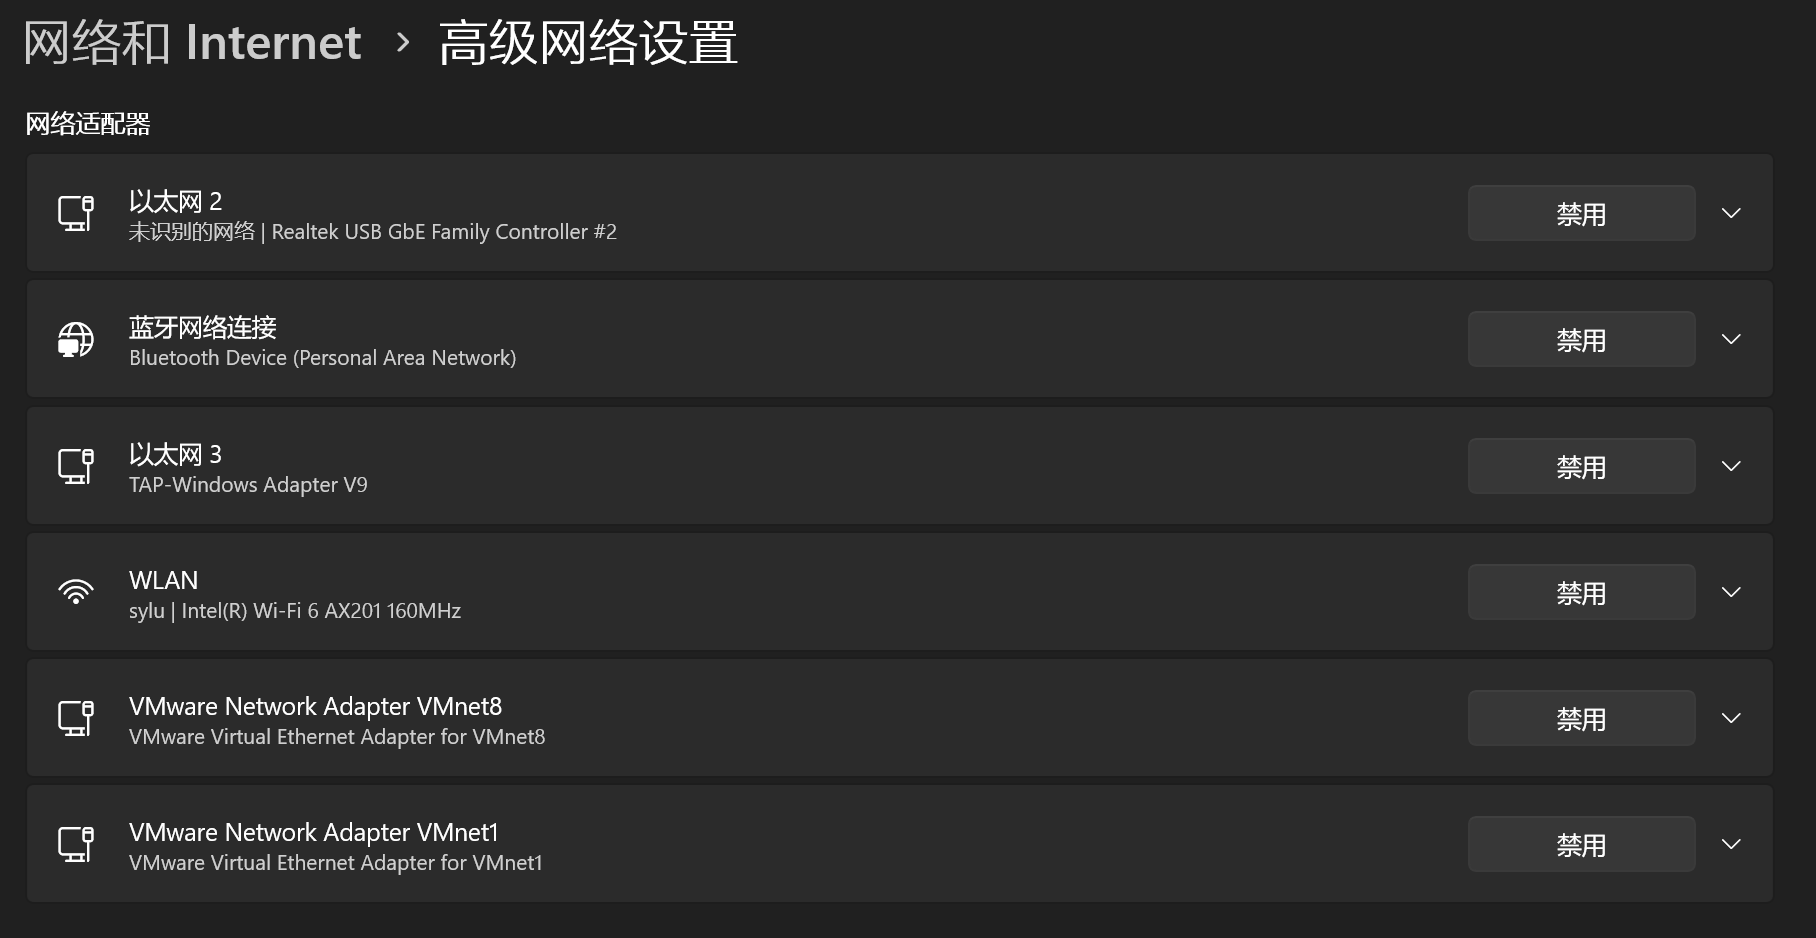 网络和 Internet › 高级网络设置
网络适配器
以太网 2
未识别的网络 | Realtek USB GbE Family Controller #2
禁用
蓝牙网络连接
Bluetooth Device (Personal Area Network)
禁用
以太网 3
TAP-Windows Adapter V9
禁用
WLAN
sylu | Intel(R) Wi-Fi 6 AX201 160MHz
禁用
VMware Network Adapter VMnet8
VMware Virtual Ethernet Adapter for VMnet8
禁用
VMware Network Adapter VMnet1
VMware Virtual Ethernet Adapter for VMnet1
禁用